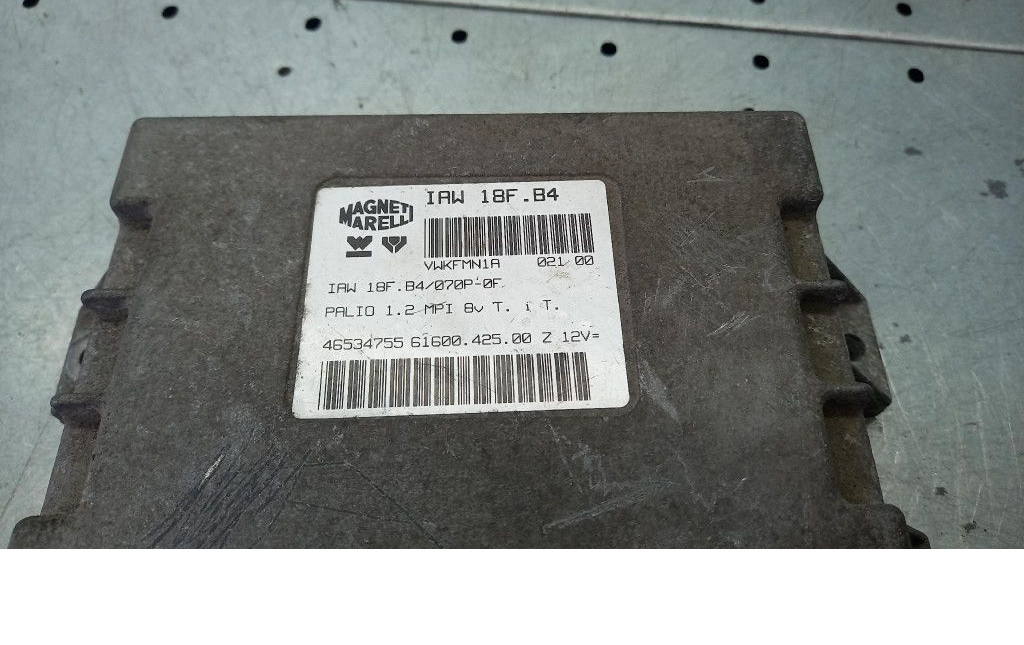 IAW 18F.B4
MAGNETI
MARELLI
VWKFMN1A 021 00
IAW 18F.B4/070P-0F
PALIO 1.2 MPI 8v T. i T.
46534755 61600.425.00 Z 12V=